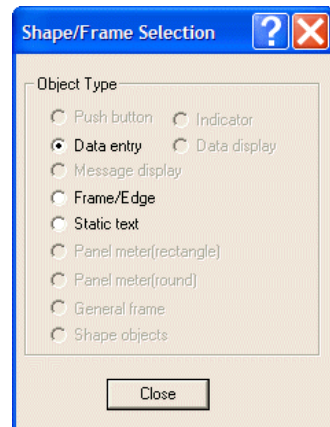 Shape/Frame Selection
Object Type
Push button Indicator
Data entry Data display
Message display
Frame/Edge
Static text
Panel meter(rectangle)
Panel meter(round)
General frame
Shape objects
Close